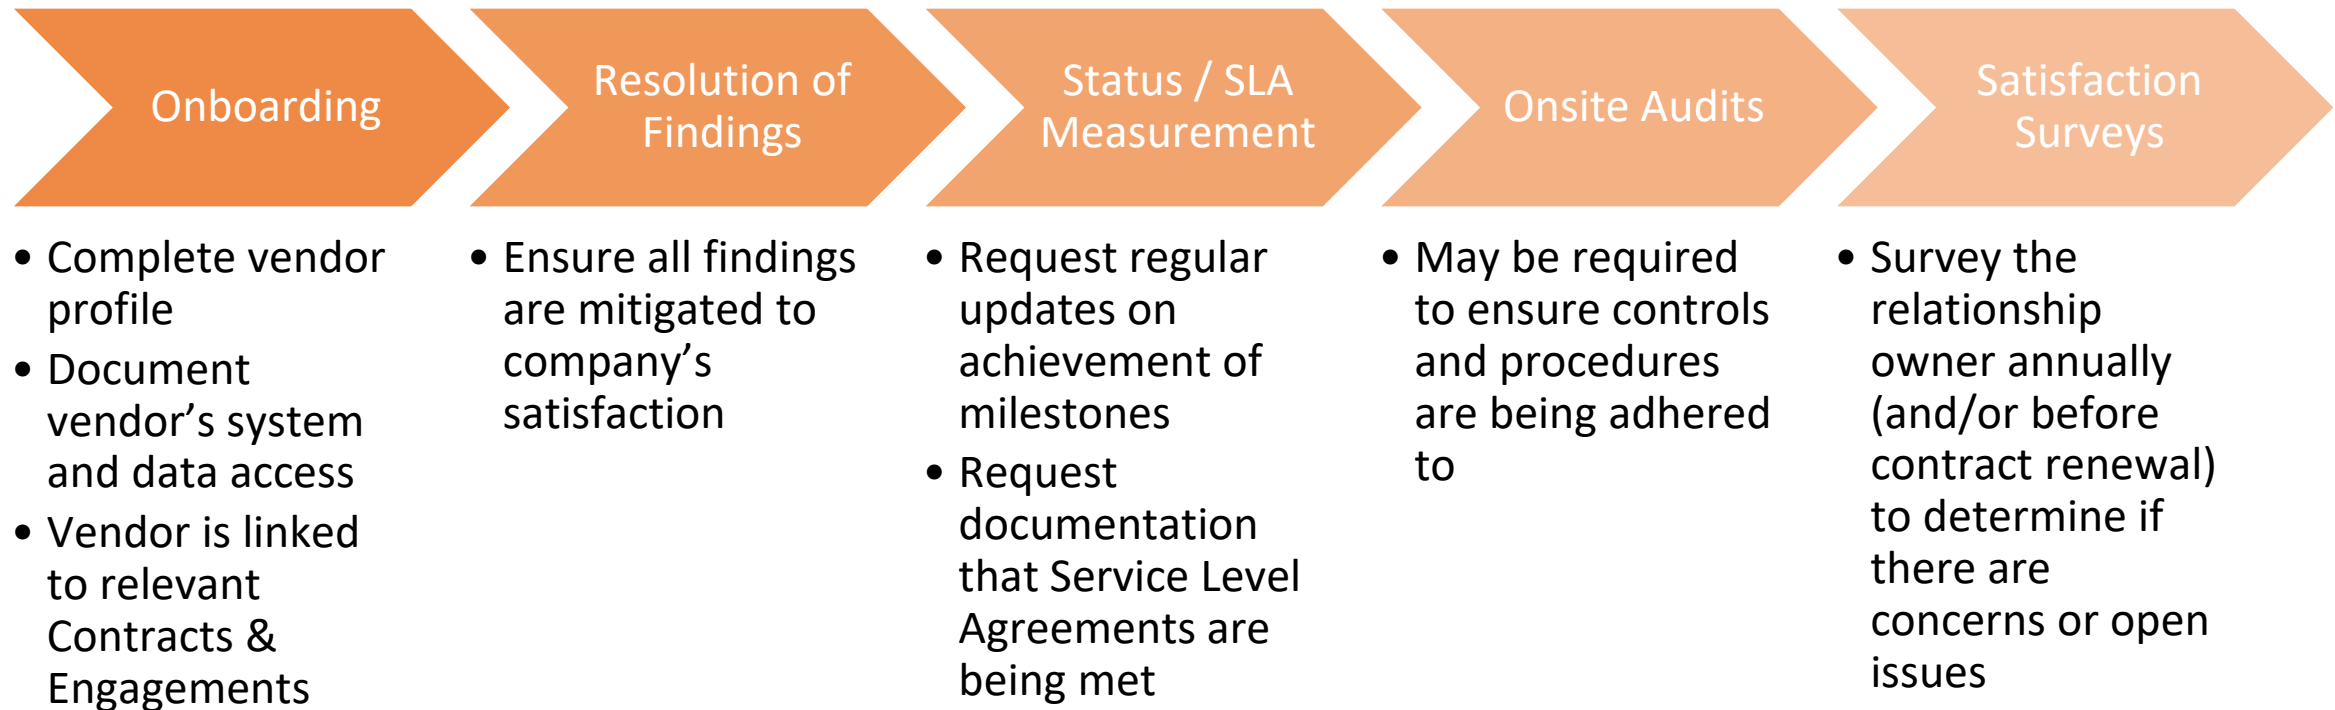 Onboarding
Resolution of
Findings
Status / SLA
Measurement
Onsite Audits
Satisfaction
Surveys
• Complete vendor
profile
• Document
vendor’s system
and data access
• Vendor is linked
to relevant
Contracts &
Engagements
• Ensure all findings
are mitigated to
company’s
satisfaction
• Request regular
updates on
achievement of
milestones
• Request
documentation
that Service Level
Agreements are
being met
• May be required
to ensure controls
and procedures
are being adhered
to
• Survey the
relationship
owner annually
(and/or before
contract renewal)
to determine if
there are
concerns or open
issues